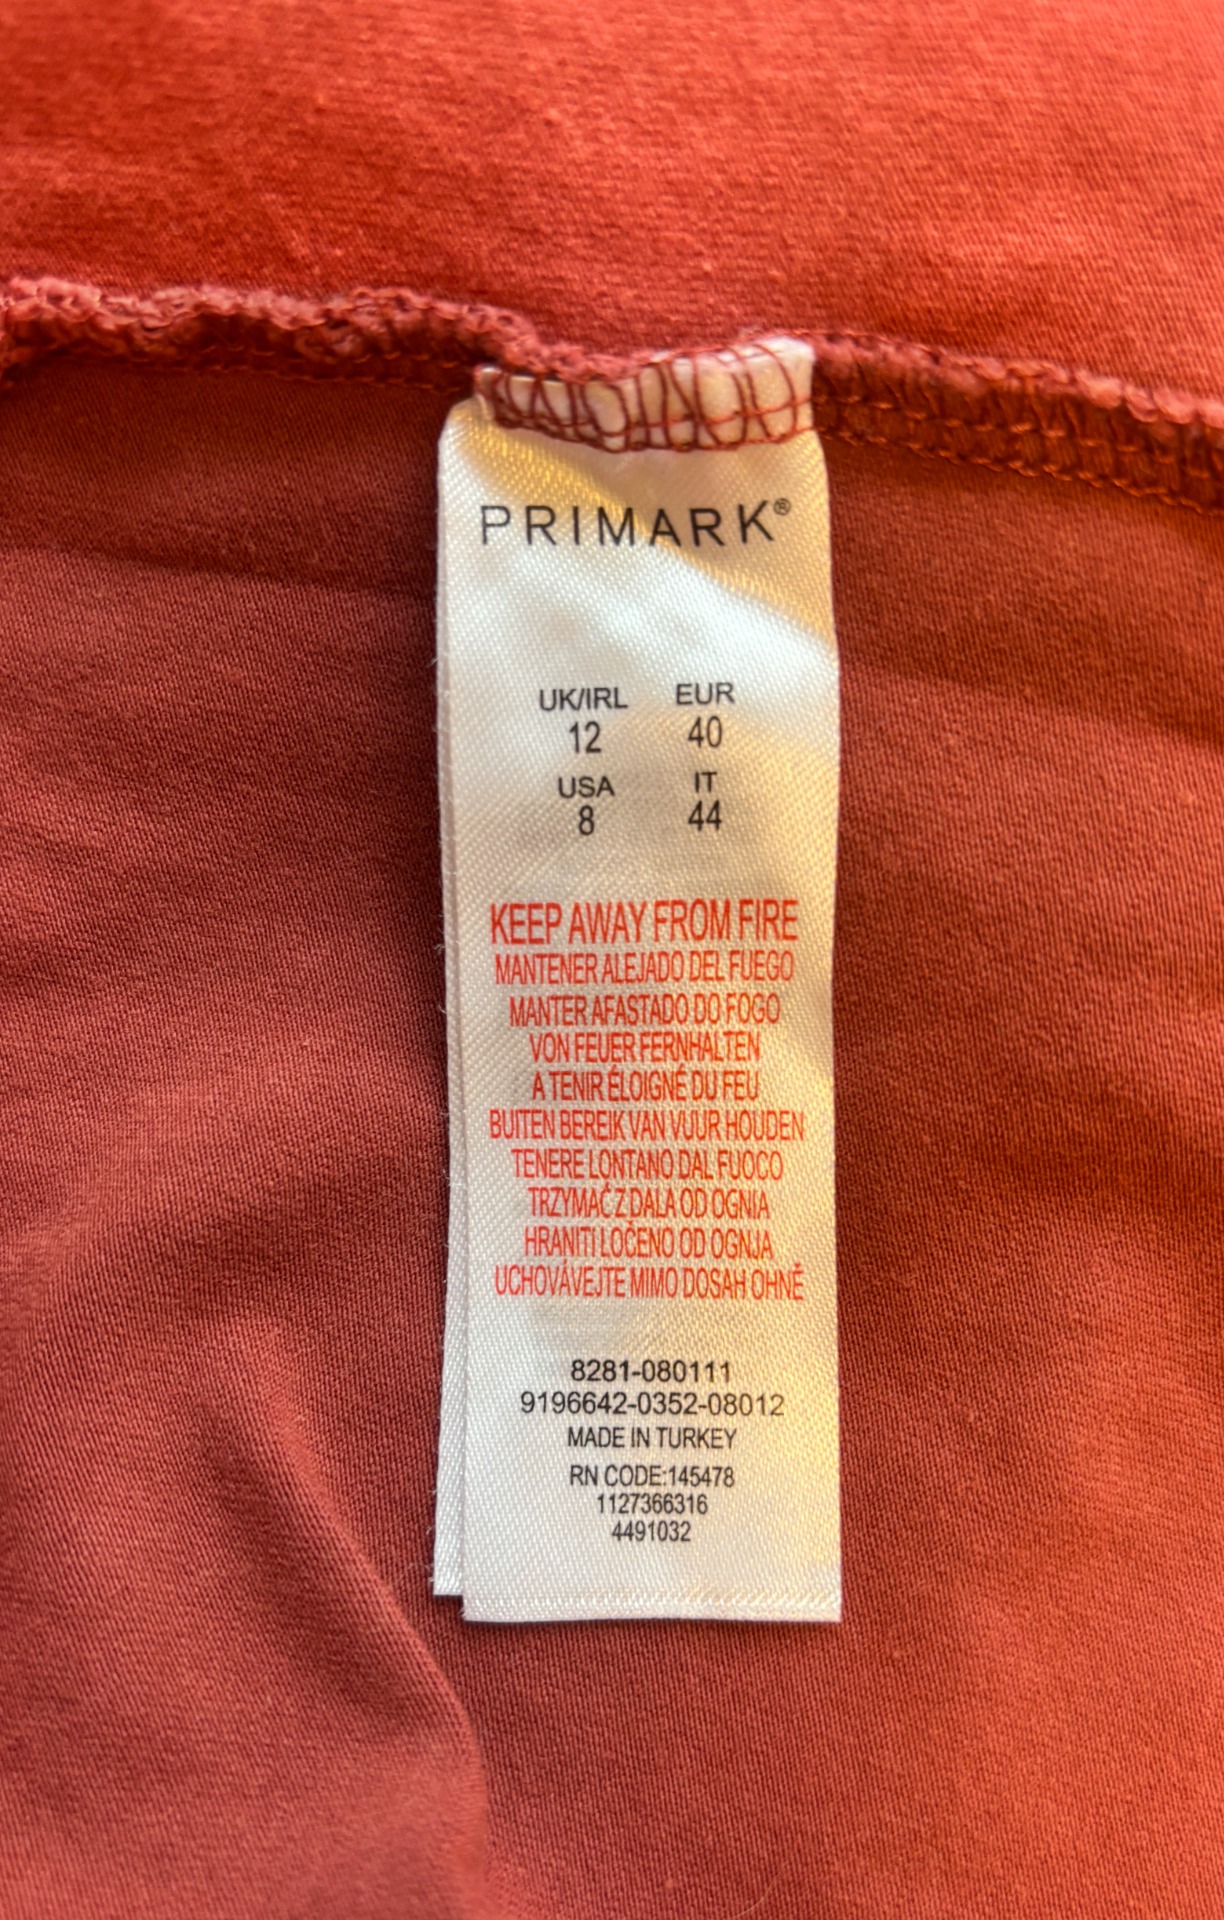 PRIMARK®
UK/IRL EUR
12 40
USA IT
8 44
KEEP AWAY FROM FIRE
MANTENER ALEJADO DEL FUEGO
MANTER AFASTADO DO FOGO
VON FEUER FERNHALTEN
A TENIR ÉLOIGNÉ DU FEU
BUITEN BEREIK VAN VUUR HOUDEN
TENERE LONTANO DAL FUOCO
TRZYMAĆ Z DALA OD OGNIA
HRANITI LOČENO OD OGNJA
UCHOVÁVEJTE MIMO DOSAH OHNĚ
8281-080111
9196642-0352-08012
MADE IN TURKEY
RN CODE:145478
1127366316
4491032